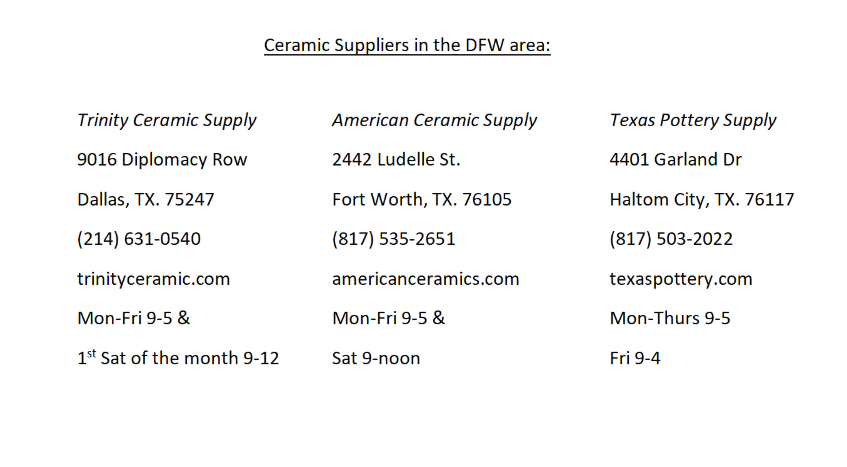 Ceramic Suppliers in the DFW area:
Trinity Ceramic Supply
9016 Diplomacy Row
Dallas, TX. 75247
(214) 631-0540
trinityceramic.com
Mon-Fri 9-5 &
1st Sat of the month 9-12
American Ceramic Supply
2442 Ludelle St.
Fort Worth, TX. 76105
(817) 535-2651
americanceramics.com
Mon-Fri 9-5 &
Sat 9-noon
Texas Pottery Supply
4401 Garland Dr
Haltom City, TX. 76117
(817) 503-2022
texaspottery.com
Mon-Thurs 9-5
Fri 9-4